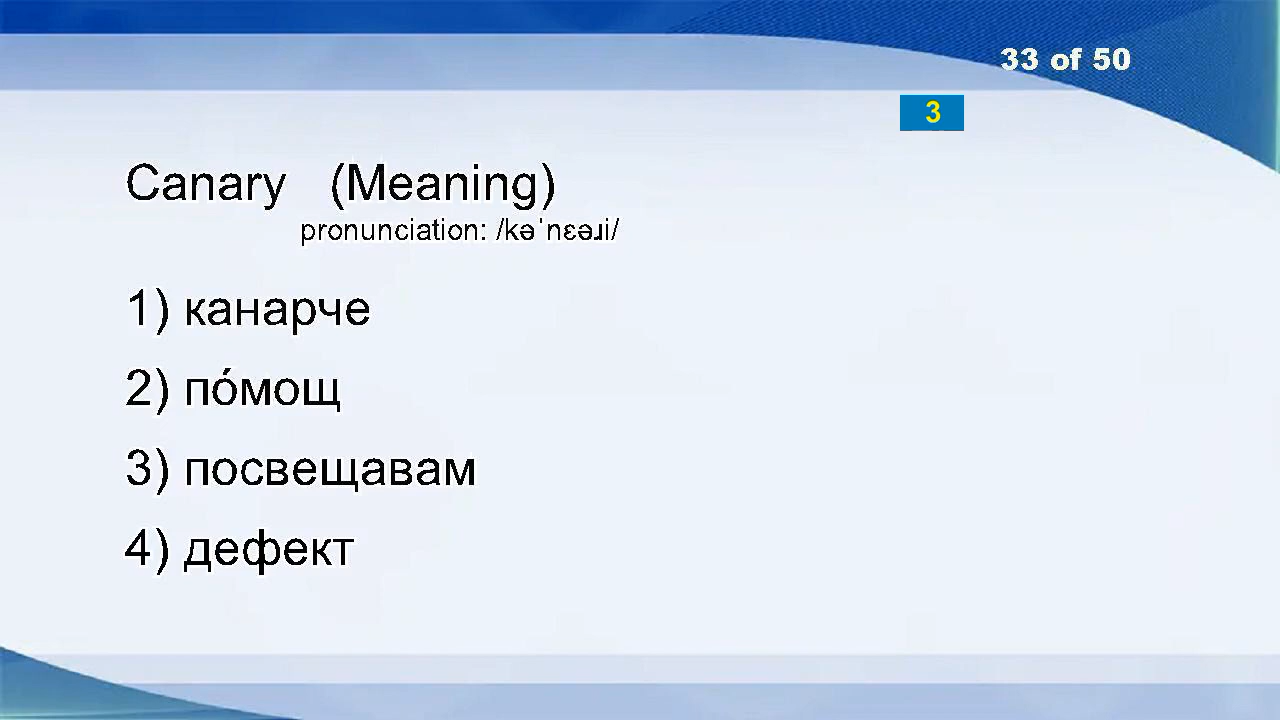 33 of 50
3
Canary (Meaning)
pronunciation: /kəˈnɛəɹi/
1) канарче
2) по́мощ
3) посвещавам
4) дефект